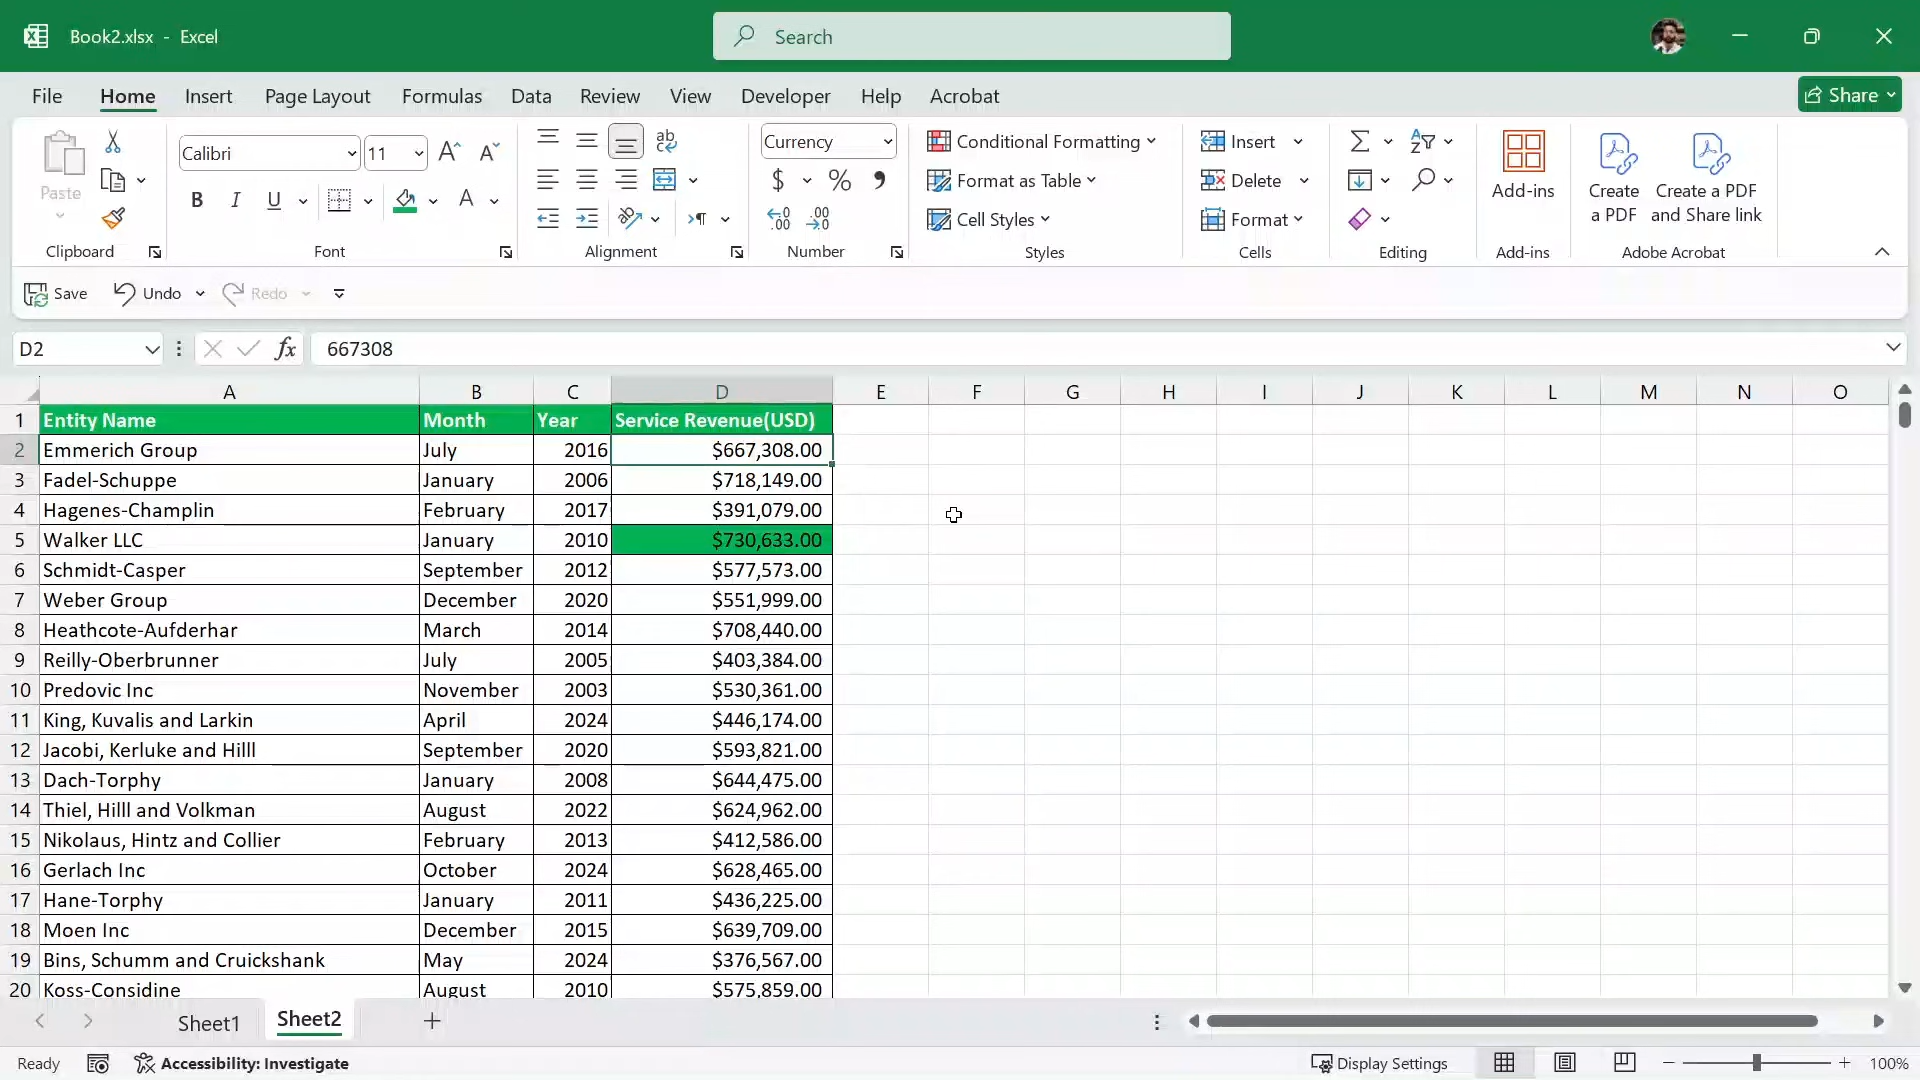 Book2.xlsx - Excel
Search
File Home Insert Page Layout Formulas Data Review View Developer Help Acrobat
Share
Paste
Clipboard
Calibri 11
B I U
Font
Alignment
Currency
$ % ,
Number
Conditional Formatting
Format as Table
Cell Styles
Styles
Insert
Delete
Format
Cells
Editing
Add-ins
Add-ins
Create
a PDF
Create a PDF
and Share link
Adobe Acrobat
Save Undo Redo
D2 fx 667308
A B C D E F G H I J K L M N O
1 Entity Name Month Year Service Revenue(USD)
2 Emmerich Group July 2016 $667,308.00
3 Fadel-Schuppe January 2006 $718,149.00
4 Hagenes-Champlin February 2017 $391,079.00
5 Walker LLC January 2010 $730,633.00
6 Schmidt-Casper September 2012 $577,573.00
7 Weber Group December 2020 $551,999.00
8 Heathcote-Aufderhar March 2014 $708,440.00
9 Reilly-Oberbrunner July 2005 $403,384.00
10 Predovic Inc November 2003 $530,361.00
11 King, Kuvalis and Larkin April 2024 $446,174.00
12 Jacobi, Kerluke and Hilll September 2020 $593,821.00
13 Dach-Torphy January 2008 $644,475.00
14 Thiel, Hilll and Volkman August 2022 $624,962.00
15 Nikolaus, Hintz and Collier February 2013 $412,586.00
16 Gerlach Inc October 2024 $628,465.00
17 Hane-Torphy January 2011 $436,225.00
18 Moen Inc December 2015 $639,709.00
19 Bins, Schumm and Cruickshank May 2024 $376,567.00
20 Koss-Considine August 2010 $575,859.00
Sheet1 Sheet2
Ready Accessibility: Investigate Display Settings 100%